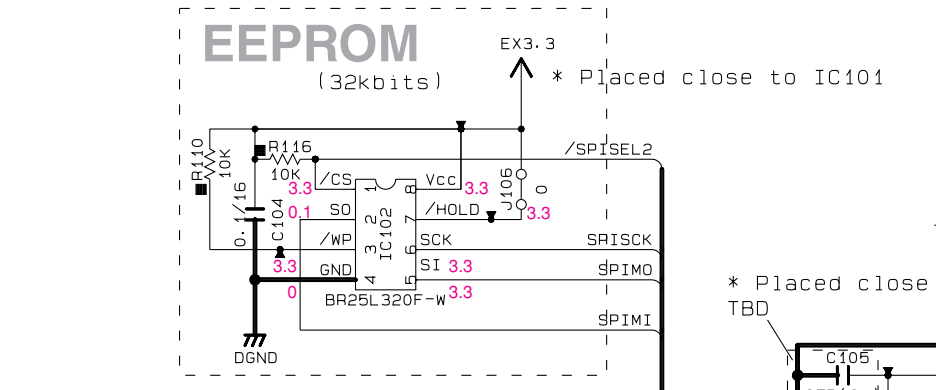 EEPROM
(32kbits)
EX3.3
* Placed close to IC101
R110
10K
R116
10K
/SPISEL2
/CS
1
8
Vcc
3.3
3.3
J106
0
0.1/16
C104
0.1
SO
2
7
/HOLD
3.3
IC102
/WP
3
6
SCK
SRISCK
3.3
GND
4
5
SI
3.3
SPIMO
0
BR25L320F-W
3.3
SPIMI
DGND
* Placed close
TBD
C105